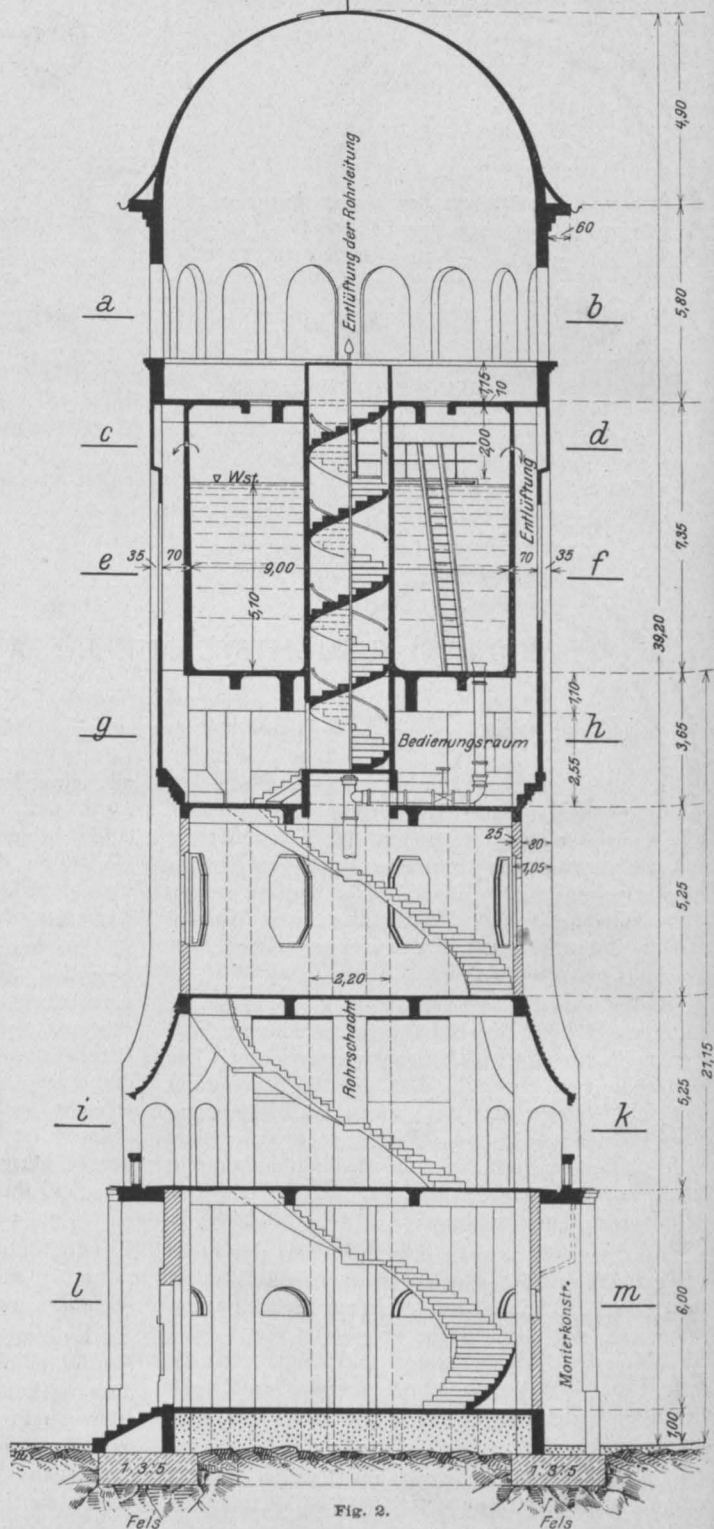 4,90
Entlüftung der Rohrleitung
60
a
b
5,80
1,15
10
c
d
2,00
Wst.
Entlüftung
7,35
35
70
9,00
70
35
e
f
5,10
39,20
1,10
g
h
Bedienungsraum
3,65
2,55
25
80
1,05
5,25
2,20
Rohrschacht
21,15
5,25
i
k
l
m
6,00
Monierkonstr.
1,00
1:3:5
1:3:5
Fig. 2.
Fels
Fels